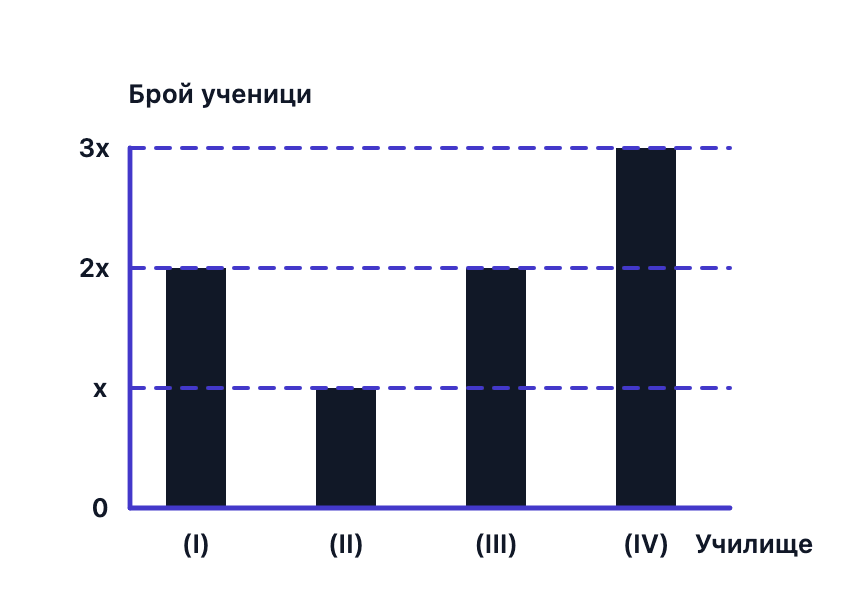 Брой ученици
3x
2x
x
0
(I) (II) (III) (IV) Училище